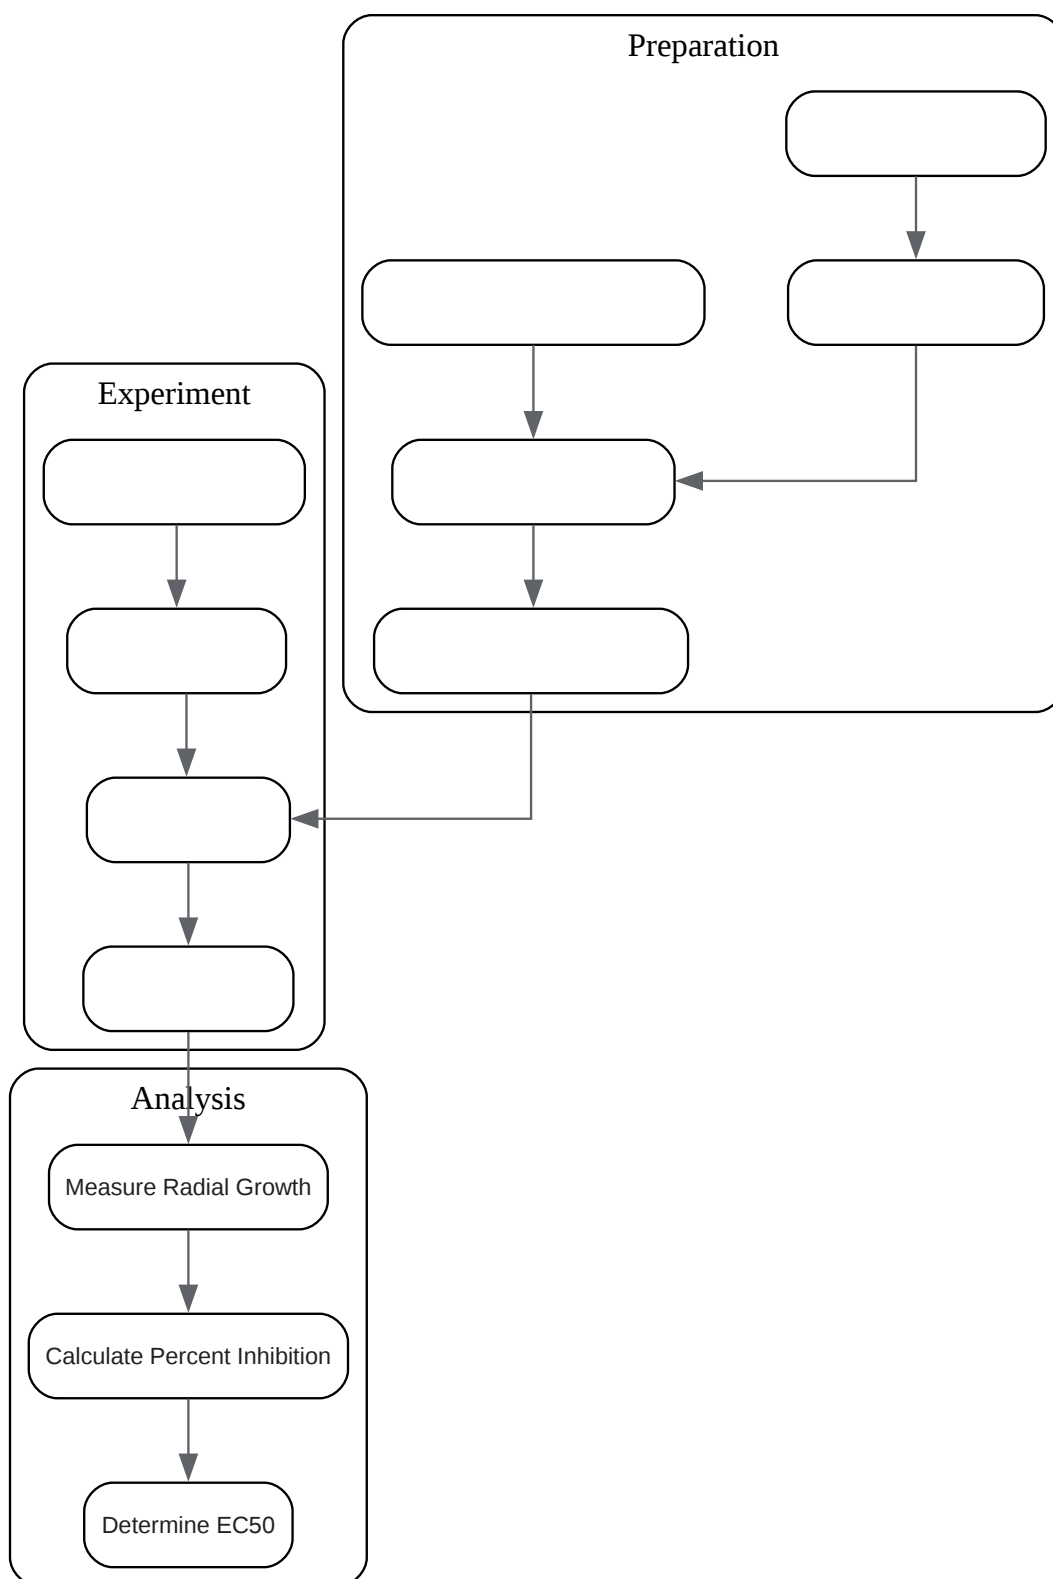 Preparation
Experiment
Analysis
Measure Radial Growth
Calculate Percent Inhibition
Determine EC50